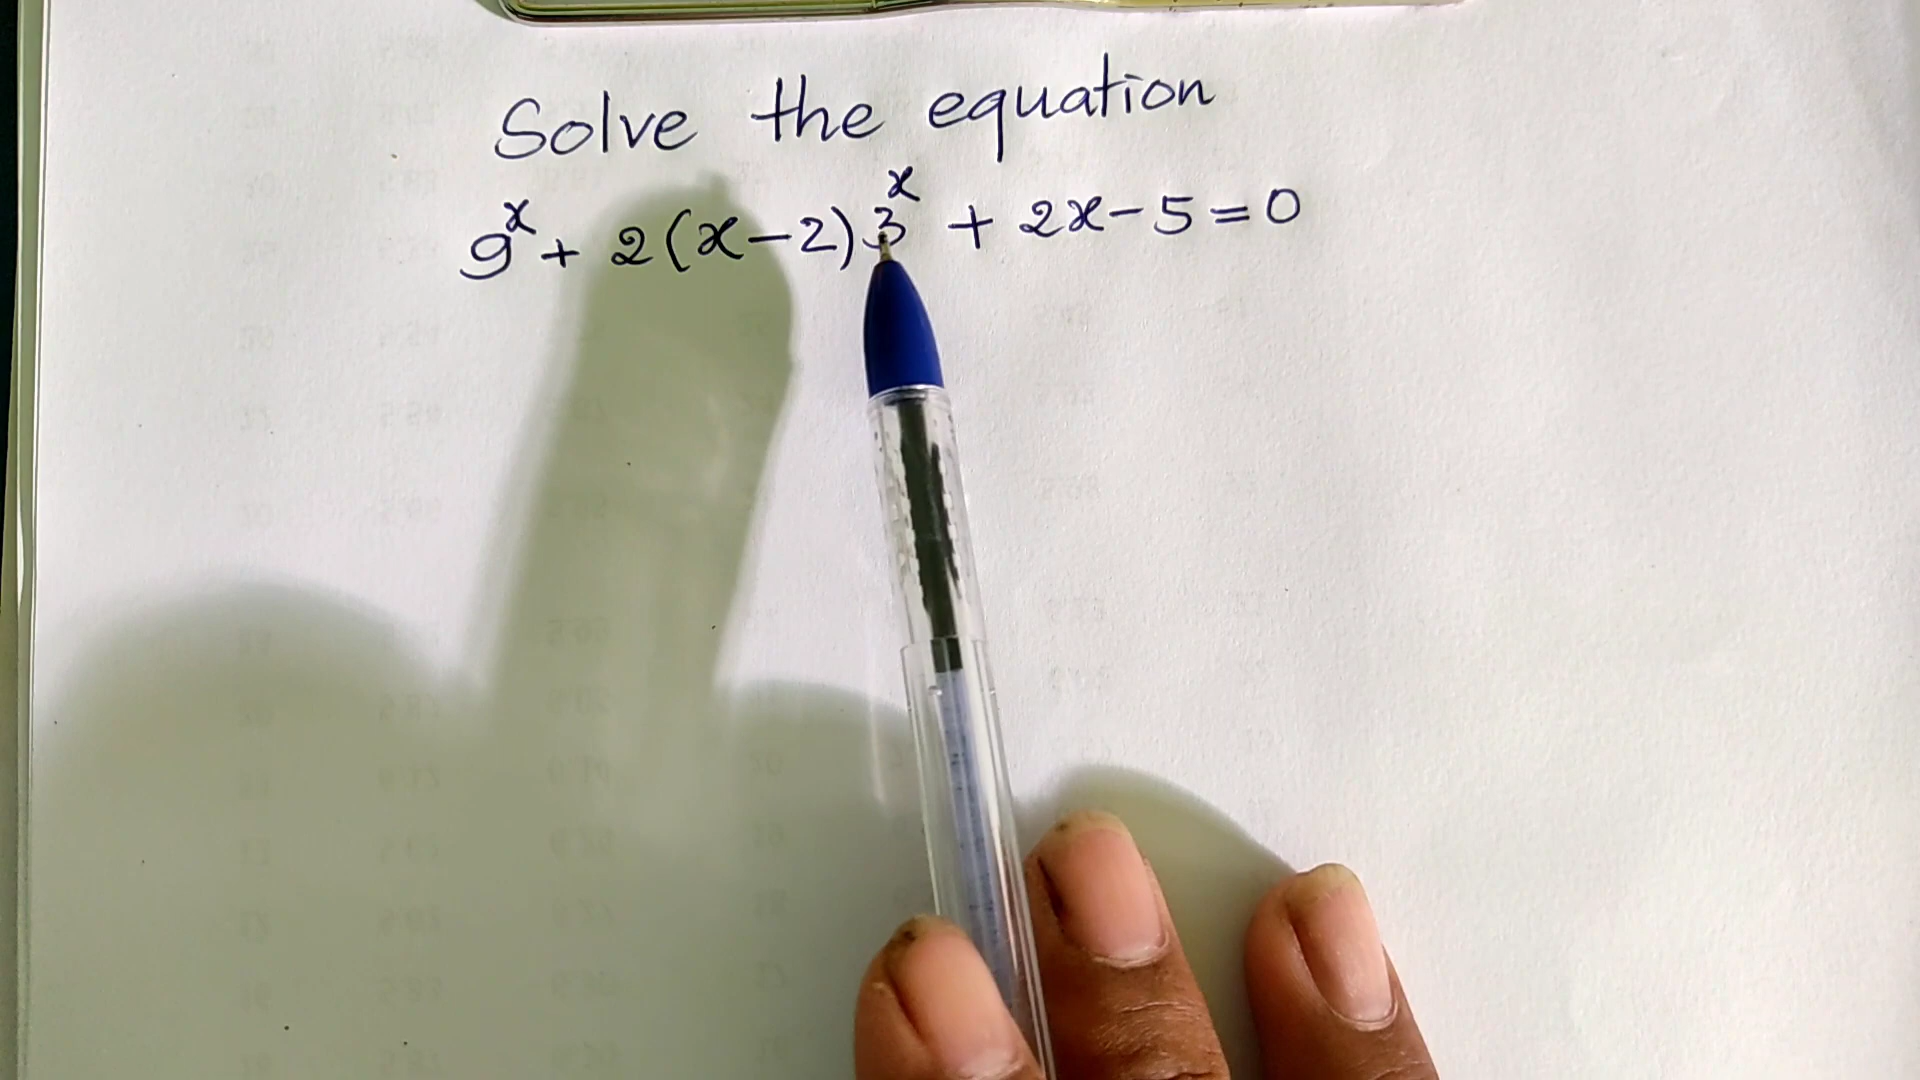 Solve the equation
9^x + 2(x-2)3^x + 2x-5=0